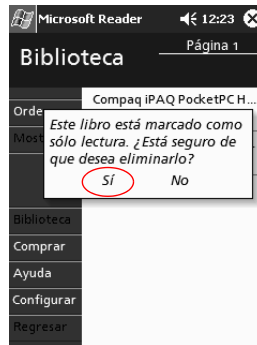 Microsoft Reader 12:23
Biblioteca
Página 1
Compaq iPAQ PocketPC H...
Orde
Most
Este libro está marcado como
sólo lectura. ¿Está seguro de
que desea eliminarlo?
Sí No
Biblioteca
Comprar
Ayuda
Configurar
Regresar